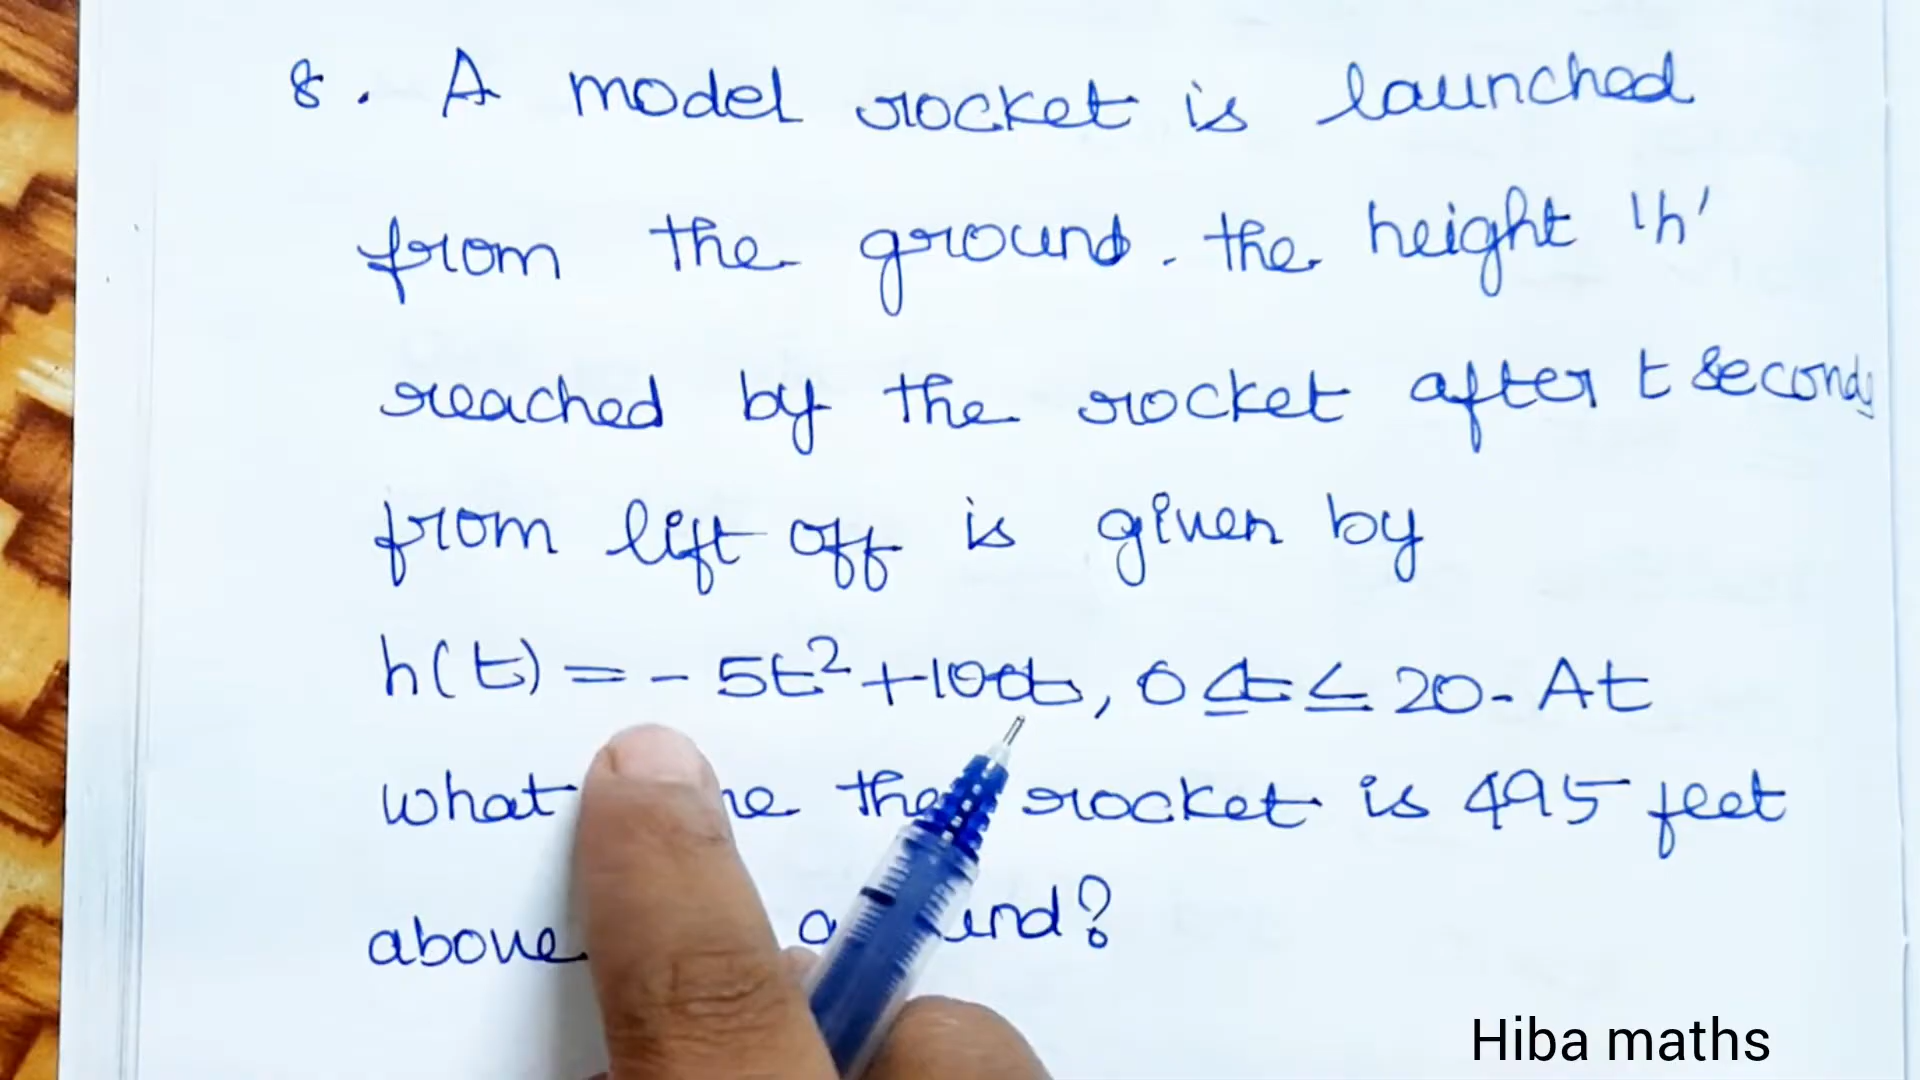 8. A model rocket is launched
from the ground. the height 'h'
reached by the rocket after t seconds
from lift off is given by
h(t) = - 5t² + 100t, 0 ≤ t ≤ 20. At
what the rocket is 495 feet
above
Hiba maths